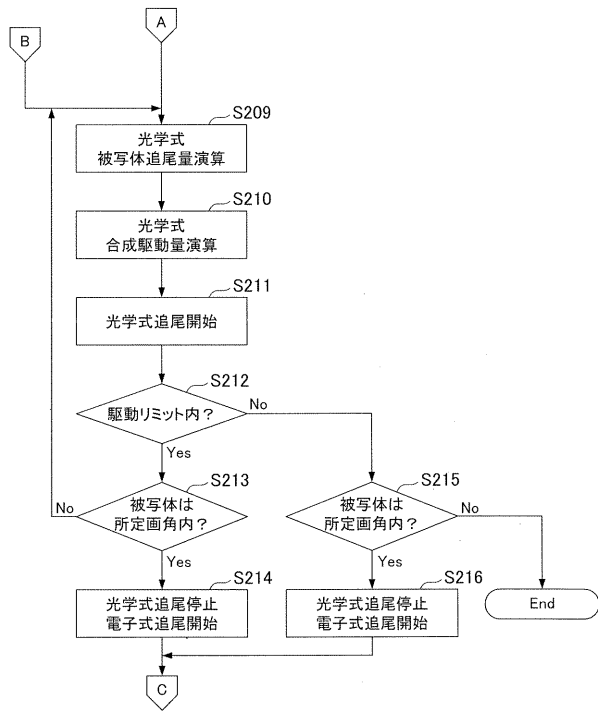 A
B
S209
光学式
被写体追尾量演算
S210
光学式
合成駆動量演算
S211
光学式追尾開始
S212
駆動リミット内？
No
Yes
S213
被写体は
所定画角内？
No
Yes
S215
被写体は
所定画角内？
No
Yes
S214
光学式追尾停止
電子式追尾開始
S216
光学式追尾停止
電子式追尾開始
End
C